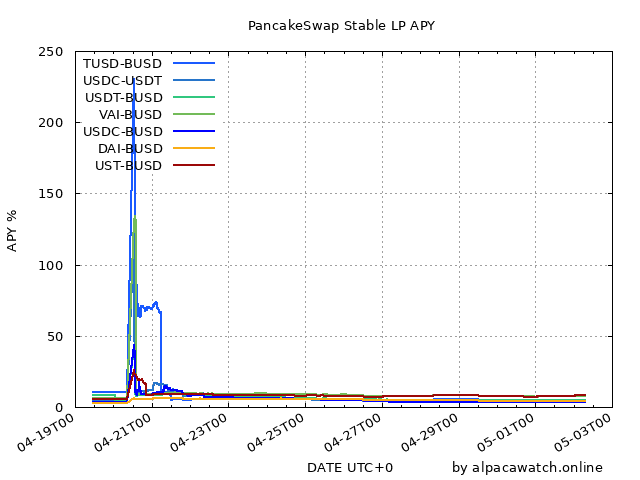 PancakeSwap Stable LP APY
250
200
150
100
50
0
APY %
TUSD-BUSD
USDC-USDT
USDT-BUSD
VAI-BUSD
USDC-BUSD
DAI-BUSD
UST-BUSD
04-19T00
04-21T00
04-23T00
04-25T00
04-27T00
04-29T00
05-01T00
05-03T00
DATE UTC+0
by alpacawatch.online